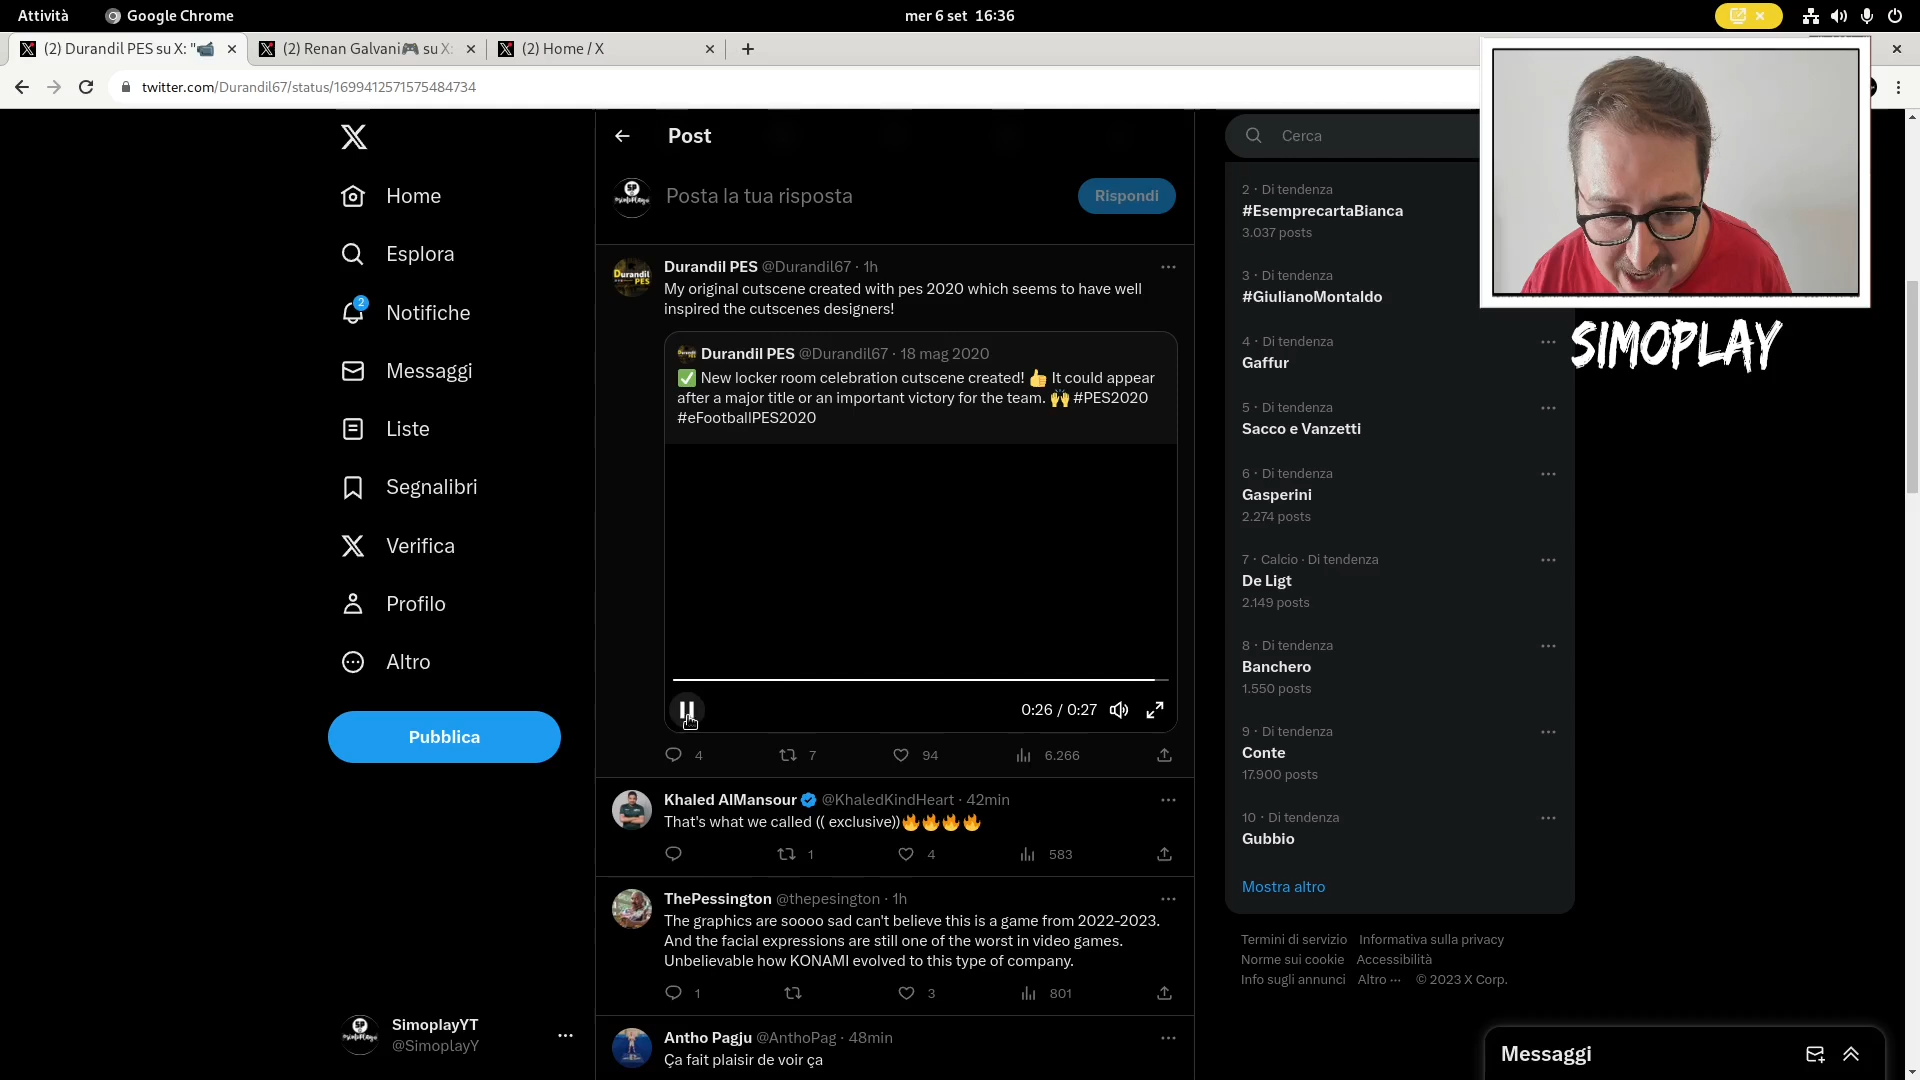 Attività
Google Chrome
mer 6 set 16:36
(2) Durandil PES su X: "
(2) Renan Galvani🎮 su X:
(2) Home / X
twitter.com/Durandil67/status/1699412571575484734
Home
Esplora
2
Notifiche
Messaggi
Liste
Segnalibri
Verifica
Profilo
Altro
Pubblica
SimoplayYT
@SimoplayY
Post
Posta la tua risposta
Rispondi
Durandil PES @Durandil67 · 1h
My original cutscene created with pes 2020 which seems to have well
inspired the cutscenes designers!
Durandil PES @Durandil67 · 18 mag 2020
✅ New locker room celebration cutscene created! 👍 It could appear
after a major title or an important victory for the team. 🙌 #PES2020
#eFootballPES2020
0:26 / 0:27
4 7 94 6.266
Khaled AlMansour @KhaledKindHeart · 42min
That's what we called (( exclusive))🔥🔥🔥🔥
1 4 583
ThePessington @thepesington · 1h
The graphics are soooo sad can't believe this is a game from 2022-2023.
And the facial expressions are still one of the worst in video games.
Unbelievable how KONAMI evolved to this type of company.
1 3 801
Antho Pagju @AnthoPag · 48min
Ça fait plaisir de voir ça
Cerca
2 · Di tendenza
#EsemprecartaBianca
3.037 posts
3 · Di tendenza
#GiulianoMontaldo
4 · Di tendenza
Gaffur
5 · Di tendenza
Sacco e Vanzetti
6 · Di tendenza
Gasperini
2.274 posts
7 · Calcio · Di tendenza
De Ligt
2.149 posts
8 · Di tendenza
Banchero
1.550 posts
9 · Di tendenza
Conte
17.900 posts
10 · Di tendenza
Gubbio
Mostra altro
Termini di servizio Informativa sulla privacy
Norme sui cookie Accessibilità
Info sugli annunci Altro ··· © 2023 X Corp.
SIMOPLAY
Messaggi